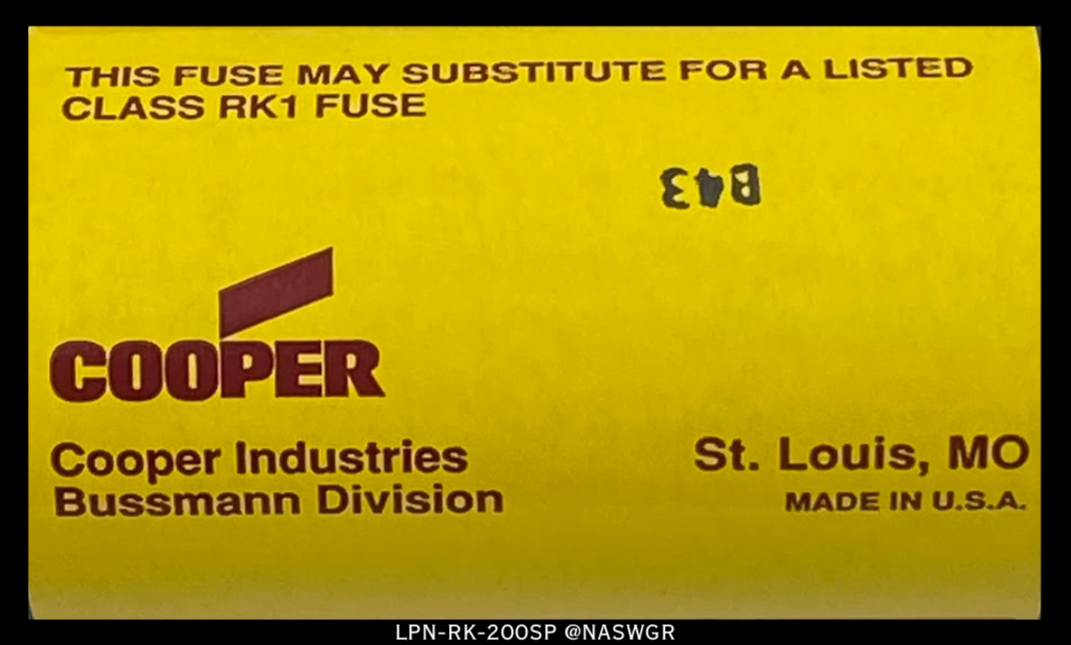 THIS FUSE MAY SUBSTITUTE FOR A LISTED
CLASS RK1 FUSE
B43
COOPER
Cooper Industries
Bussmann Division
St. Louis, MO
MADE IN U.S.A.
LPN-RK-200SP @NASWGR